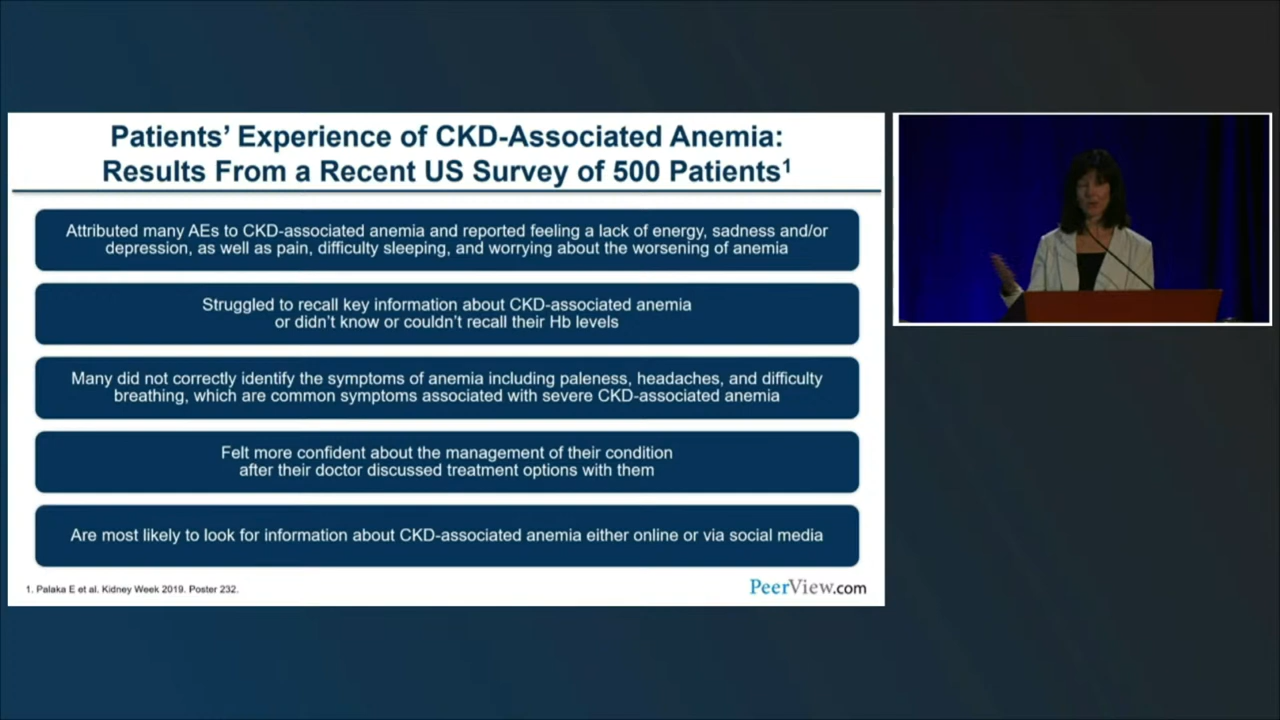 Patients' Experience of CKD-Associated Anemia:
Results From a Recent US Survey of 500 Patients1
Attributed many AEs to CKD-associated anemia and reported feeling a lack of energy, sadness and/or
depression, as well as pain, difficulty sleeping, and worrying about the worsening of anemia
Struggled to recall key information about CKD-associated anemia
or didn't know or couldn't recall their Hb levels
Many did not correctly identify the symptoms of anemia including paleness, headaches, and difficulty
breathing, which are common symptoms associated with severe CKD-associated anemia
Felt more confident about the management of their condition
after their doctor discussed treatment options with them
Are most likely to look for information about CKD-associated anemia either online or via social media
1. Palaka E et al. Kidney Week 2019. Poster 232.
PeerView.com